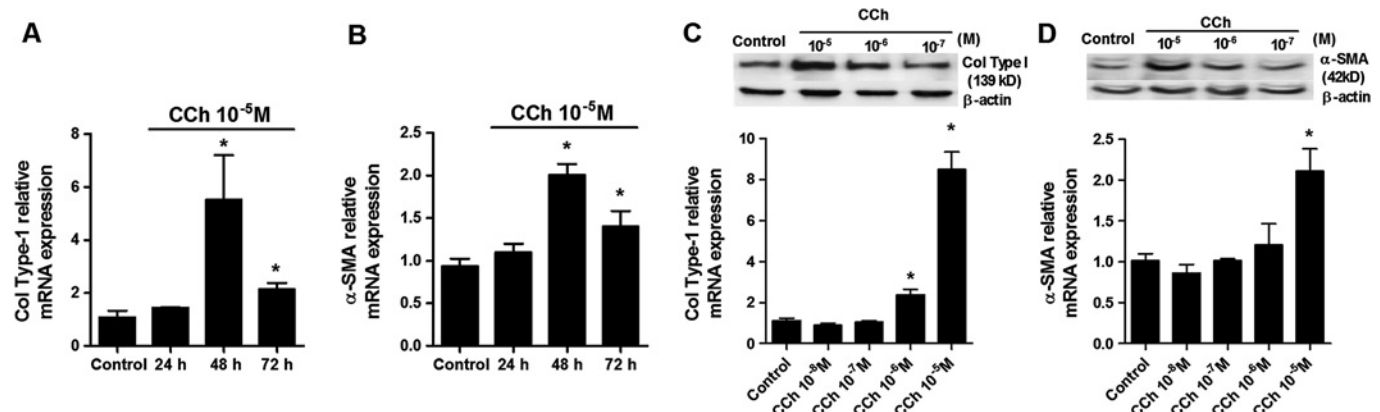 A
CCh 10⁻⁵M
Col Type-1 relative
mRNA expression
8
6
4
2
0
*
*
Control 24 h 48 h 72 h
B
CCh 10⁻⁵M
α-SMA relative
mRNA expression
2.5
2.0
1.5
1.0
0.5
0.0
*
*
Control 24 h 48 h 72 h
C
CCh
Control 10⁻⁵ 10⁻⁶ 10⁻⁷ (M)
Col Type I
(139 kD)
β-actin
Col Type-1 relative
mRNA expression
10
8
6
4
2
0
*
*
Control
CCh 10⁻⁸M
CCh 10⁻⁷M
CCh 10⁻⁶M
CCh 10⁻⁵M
D
CCh
Control 10⁻⁵ 10⁻⁶ 10⁻⁷ (M)
α-SMA
(42kD)
β-actin
α-SMA relative
mRNA expression
2.5
2.0
1.5
1.0
0.5
0.0
*
Control
CCh 10⁻⁸M
CCh 10⁻⁷M
CCh 10⁻⁶M
CCh 10⁻⁵M